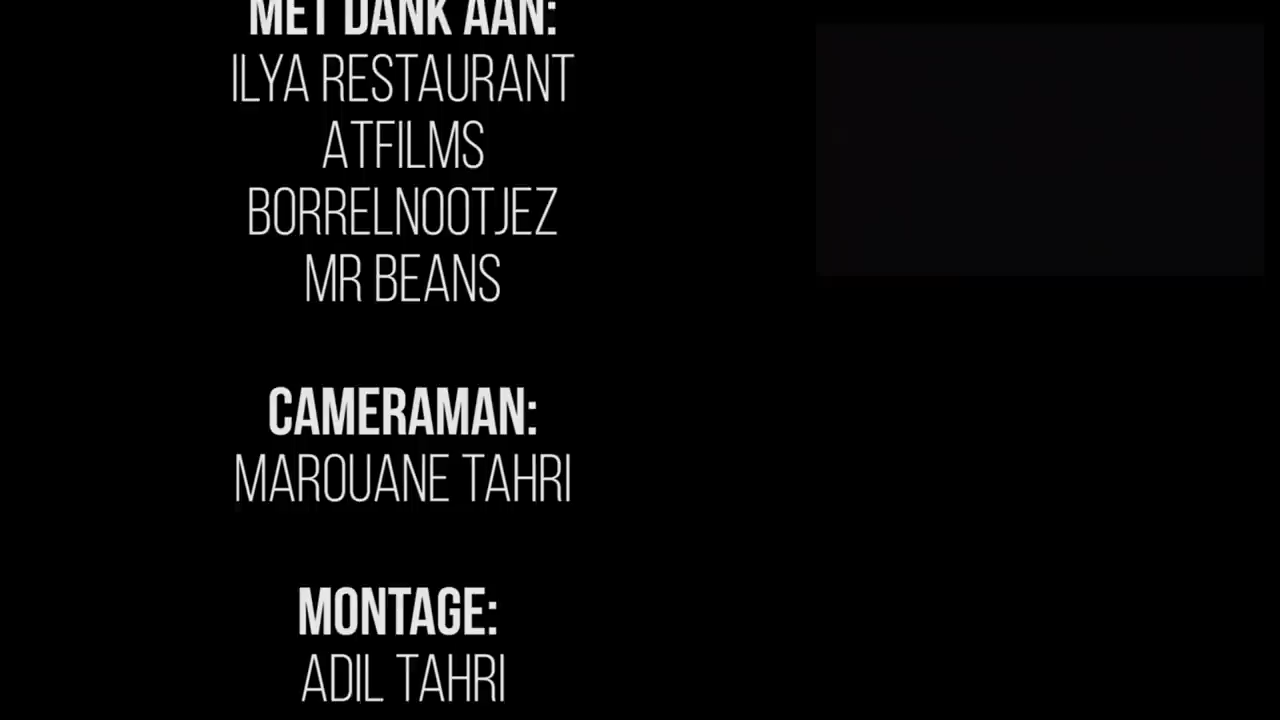 MET DANK AAN:
ILYA RESTAURANT
ATFILMS
BORRELNOOTJEZ
MR BEANS
CAMERAMAN:
MAROUANE TAHRI
MONTAGE:
ADIL TAHRI